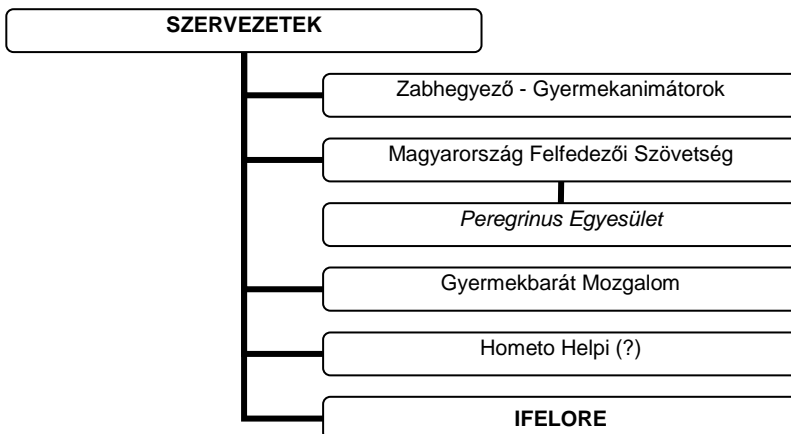 SZERVEZETEK
Zabhegyező - Gyermekanimátorok
Magyarország Felfedezői Szövetség
Peregrinus Egyesület
Gyermekbarát Mozgalom
Hometo Helpi (?)
IFELORE